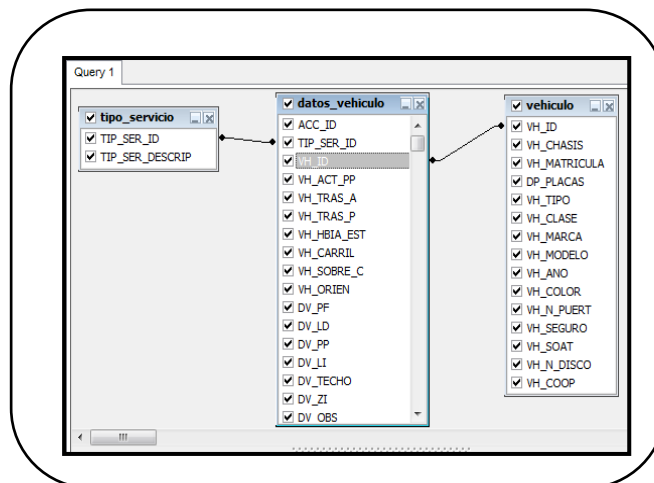 Query 1
tipo_servicio
TIP_SER_ID
TIP_SER_DESCRIP
datos_vehiculo
ACC_ID
TIP_SER_ID
VH_ID
VH_ACT_PP
VH_TRAS_A
VH_TRAS_P
VH_HBIA_EST
VH_CARRIL
VH_SOBRE_C
VH_ORIEN
DV_PF
DV_LD
DV_PP
DV_LI
DV_TECHO
DV_ZI
DV_OBS
vehiculo
VH_ID
VH_CHASIS
VH_MATRICULA
DP_PLACAS
VH_TIPO
VH_CLASE
VH_MARCA
VH_MODELO
VH_ANO
VH_COLOR
VH_N_PUERT
VH_SEGURO
VH_SOAT
VH_N_DISCO
VH_COOP